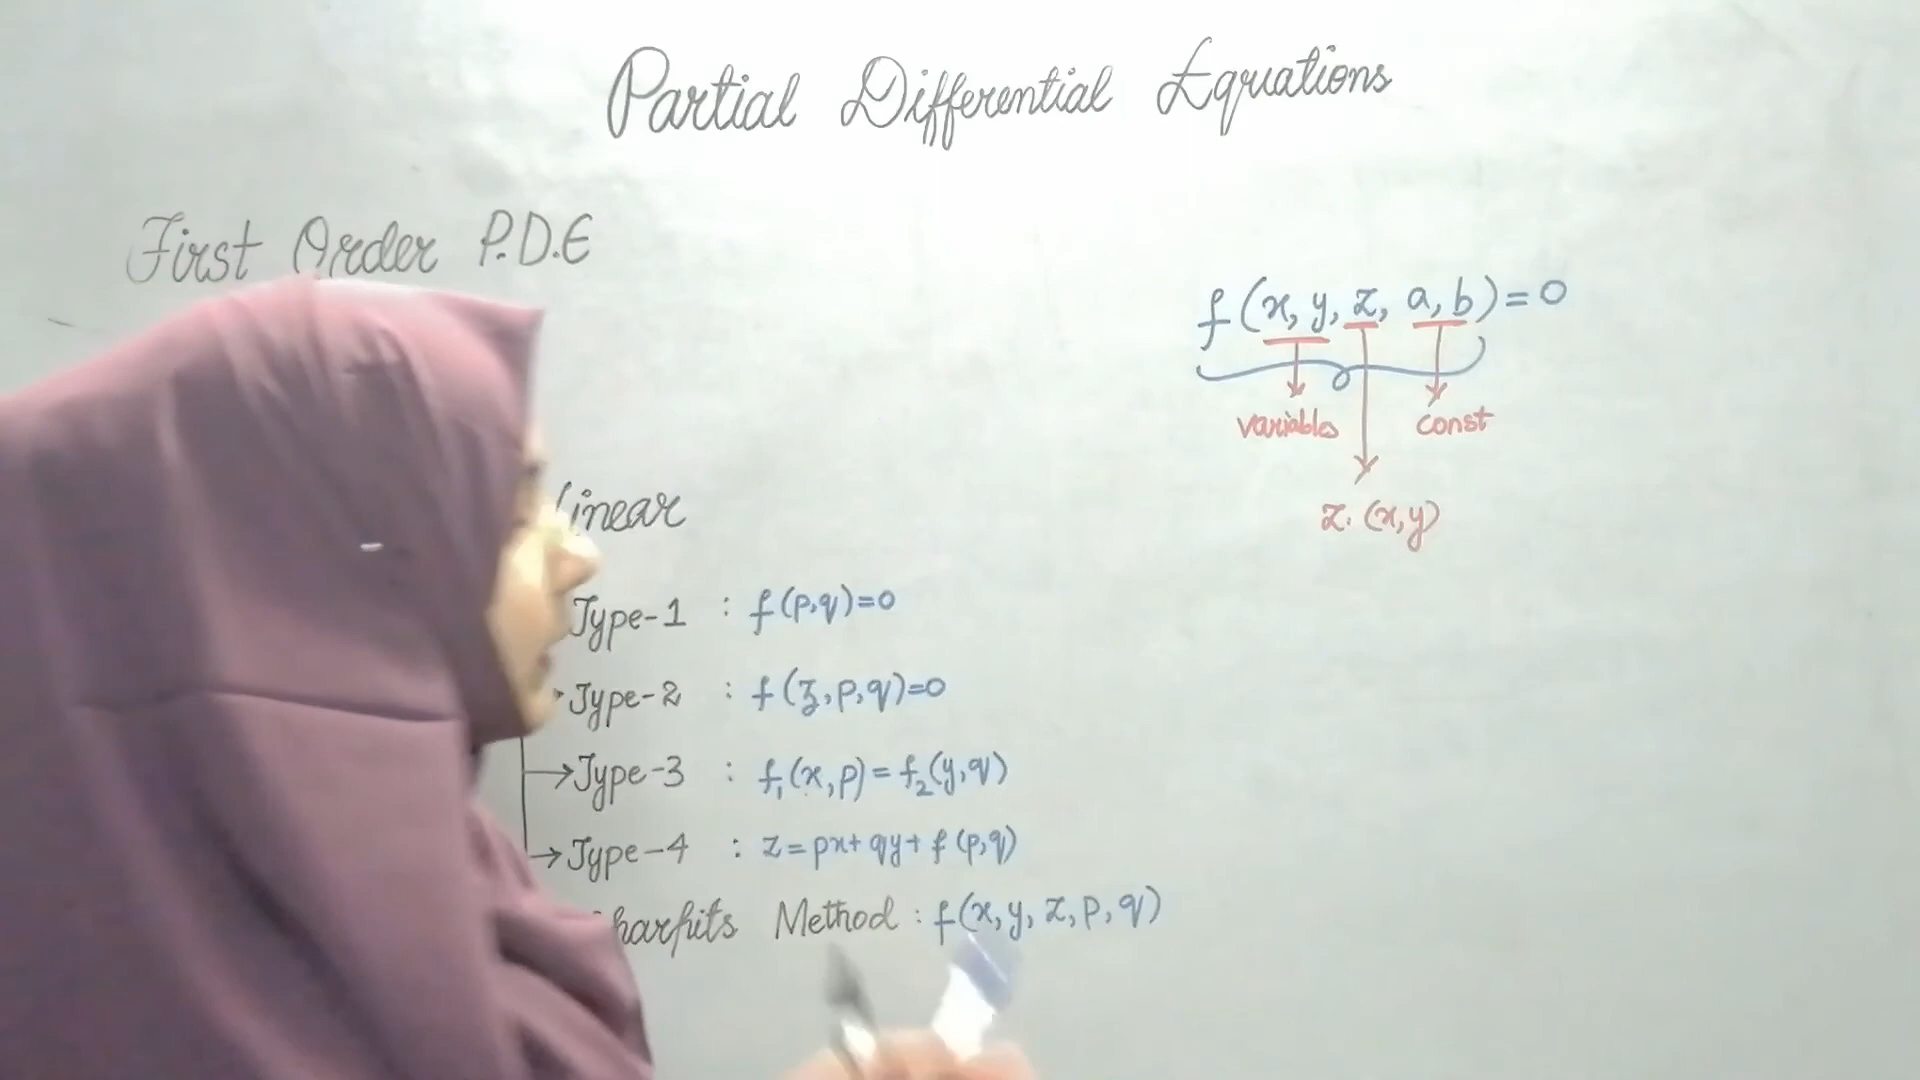 Partial Differential Equations
First Order P.D.E
f(x, y, z, a, b) = 0
variables const
z. (x,y)
linear
Type-1 : f(p,q)=0
Type-2 : f(z,p,q)=0
Type-3 : f₁(x,p) = f₂(y,q)
Type-4 : z = px + qy + f(p,q)
harpits Method : f(x, y, z, p, q)